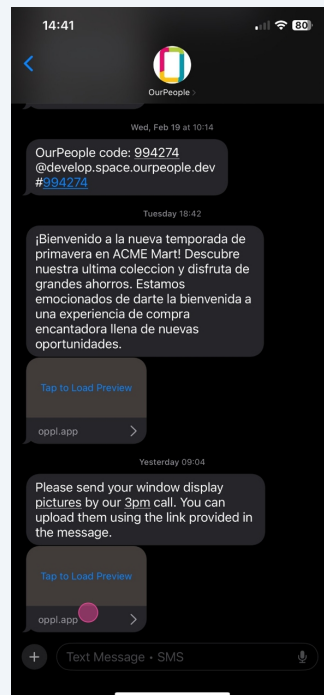 14:41
80
OurPeople >
Wed, Feb 19 at 10:14
OurPeople code: 994274
@develop.space.ourpeople.dev
#994274
Tuesday 18:42
¡Bienvenido a la nueva temporada de
primavera en ACME Mart! Descubre
nuestra ultima coleccion y disfruta de
grandes ahorros. Estamos
emocionados de darte la bienvenida a
una experiencia de compra
encantadora llena de nuevas
oportunidades.
Tap to Load Preview
oppl.app
Yesterday 09:04
Please send your window display
pictures by our 3pm call. You can
upload them using the link provided in
the message.
Tap to Load Preview
oppl.app
Text Message • SMS